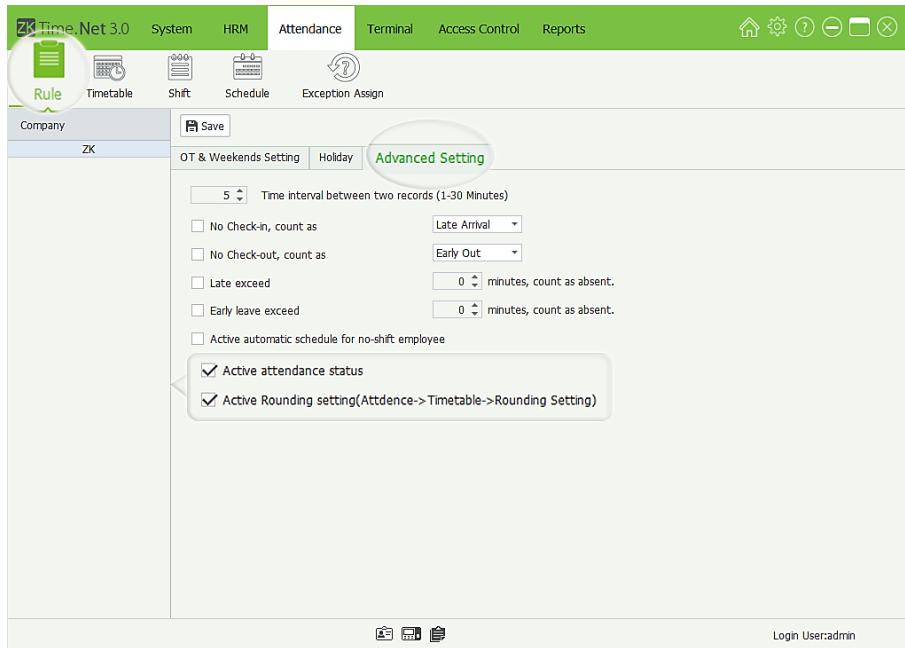 ZKTime.Net 3.0 System HRM Attendance Terminal Access Control Reports
Rule Timetable Shift Schedule Exception Assign
Company
ZK
Save
OT & Weekends Setting Holiday Advanced Setting
5 Time interval between two records (1-30 Minutes)
No Check-in, count as Late Arrival
No Check-out, count as Early Out
Late exceed 0 minutes, count as absent.
Early leave exceed 0 minutes, count as absent.
Active automatic schedule for no-shift employee
Active attendance status
Active Rounding setting(Attdence->Timetable->Rounding Setting)
Login User:admin